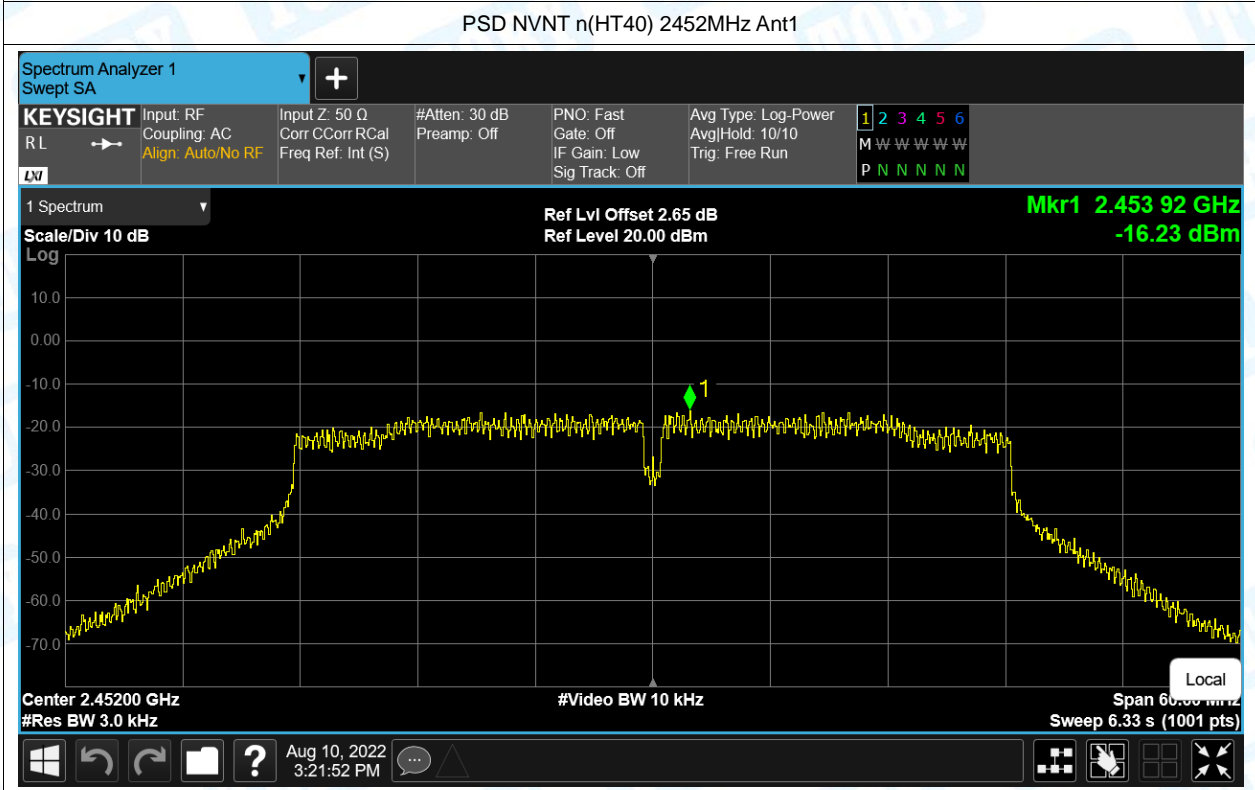 PSD NVNT n(HT40) 2452MHz Ant1
Spectrum Analyzer 1
Swept SA
KEYSIGHT
R L
LXI
Input: RF
Coupling: AC
Align: Auto/No RF
Input Z: 50 Ω
Corr CCorr RCal
Freq Ref: Int (S)
#Atten: 30 dB
Preamp: Off
PNO: Fast
Gate: Off
IF Gain: Low
Sig Track: Off
Avg Type: Log-Power
Avg|Hold: 10/10
Trig: Free Run
1 2 3 4 5 6
M W W W W W
P N N N N N
1 Spectrum
Scale/Div 10 dB
Ref Lvl Offset 2.65 dB
Ref Level 20.00 dBm
Mkr1 2.453 92 GHz
-16.23 dBm
Log
10.0
0.00
-10.0
-20.0
-30.0
-40.0
-50.0
-60.0
-70.0
1
Center 2.45200 GHz
#Res BW 3.0 kHz
#Video BW 10 kHz
Local
Span 60.00 MHz
Sweep 6.33 s (1001 pts)
?
Aug 10, 2022
3:21:52 PM